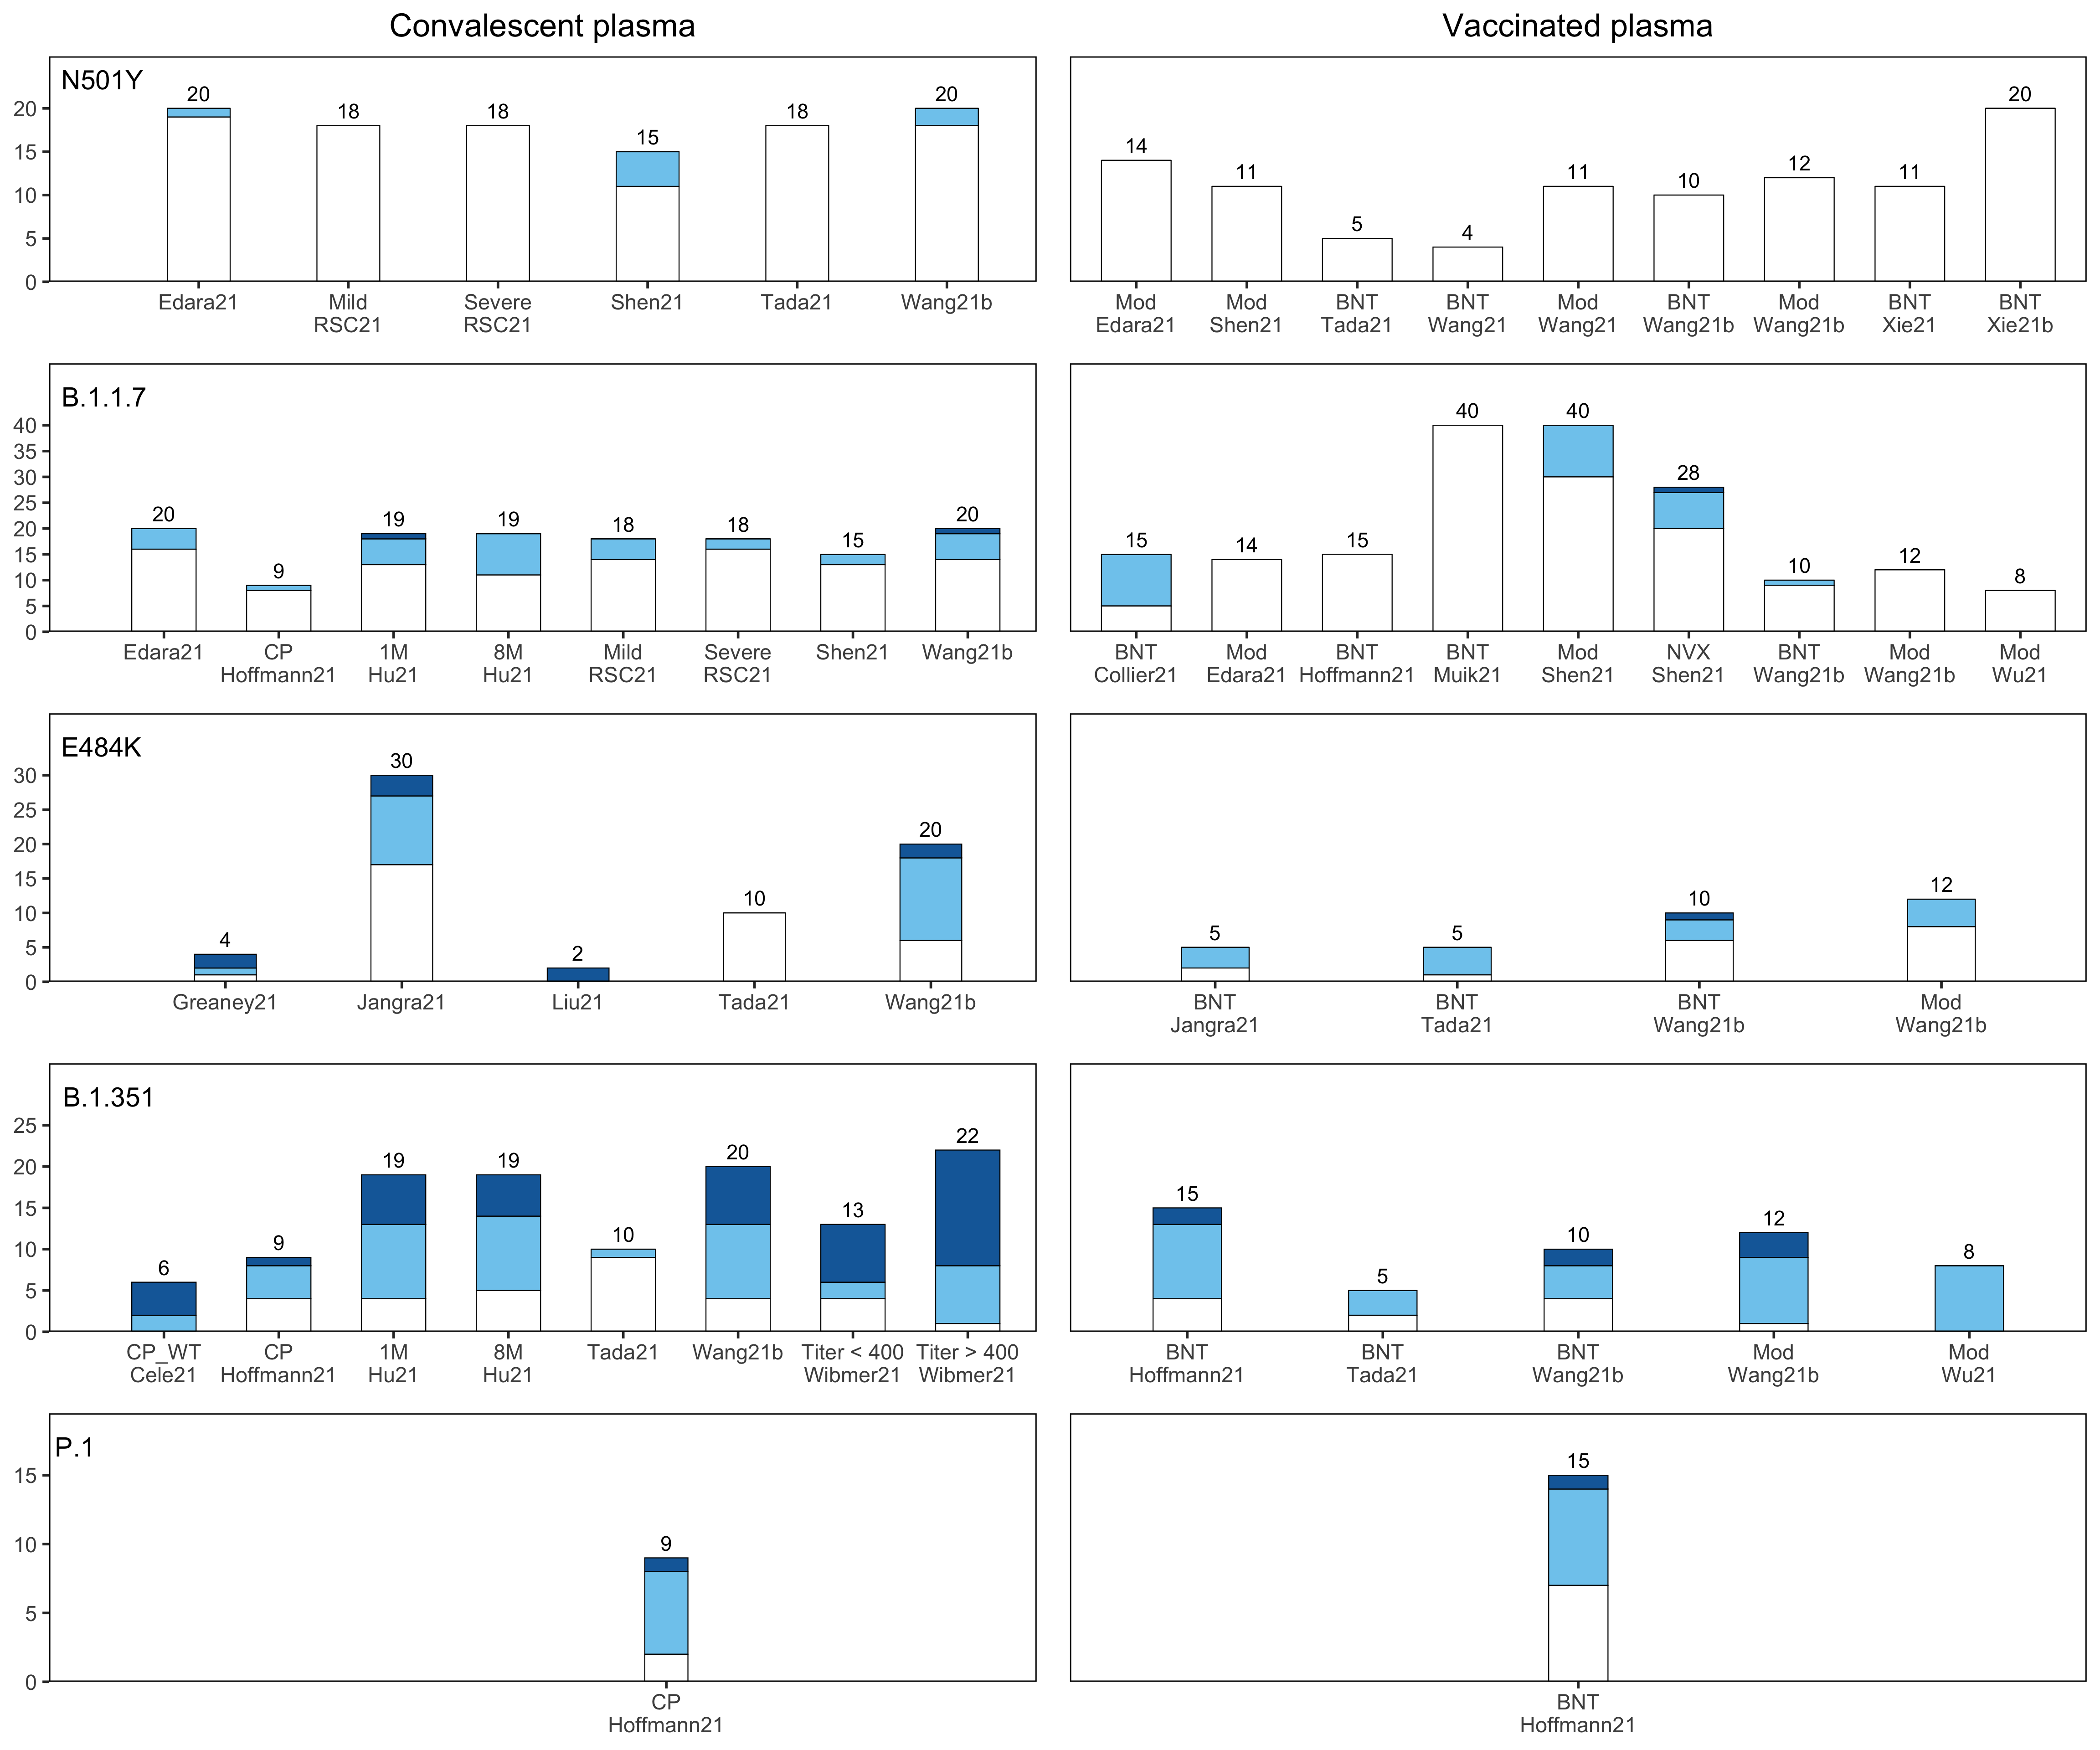 Convalescent plasma
Vaccinated plasma
N501Y
20
15
10
5
0
20
18
18
15
18
20
Edara21
Mild
RSC21
Severe
RSC21
Shen21
Tada21
Wang21b
14
11
5
4
11
10
12
11
20
Mod
Edara21
Mod
Shen21
BNT
Tada21
BNT
Wang21
Mod
Wang21
BNT
Wang21b
Mod
Wang21b
BNT
Xie21
BNT
Xie21b
B.1.1.7
40
35
30
25
20
15
10
5
0
20
9
19
19
18
18
15
20
Edara21
CP
Hoffmann21
1M
Hu21
8M
Hu21
Mild
RSC21
Severe
RSC21
Shen21
Wang21b
15
14
15
40
40
28
10
12
8
BNT
Collier21
Mod
Edara21
BNT
Hoffmann21
BNT
Muik21
Mod
Shen21
NVX
Shen21
BNT
Wang21b
Mod
Wang21b
Mod
Wu21
E484K
30
25
20
15
10
5
0
4
30
2
10
20
Greaney21
Jangra21
Liu21
Tada21
Wang21b
5
5
10
12
BNT
Jangra21
BNT
Tada21
BNT
Wang21b
Mod
Wang21b
B.1.351
25
20
15
10
5
0
6
9
19
19
10
20
13
22
CP_WT
Cele21
CP
Hoffmann21
1M
Hu21
8M
Hu21
Tada21
Wang21b
Titer < 400
Wibmer21
Titer > 400
Wibmer21
15
5
10
12
8
BNT
Hoffmann21
BNT
Tada21
BNT
Wang21b
Mod
Wang21b
Mod
Wu21
P.1
15
10
5
0
9
CP
Hoffmann21
15
BNT
Hoffmann21